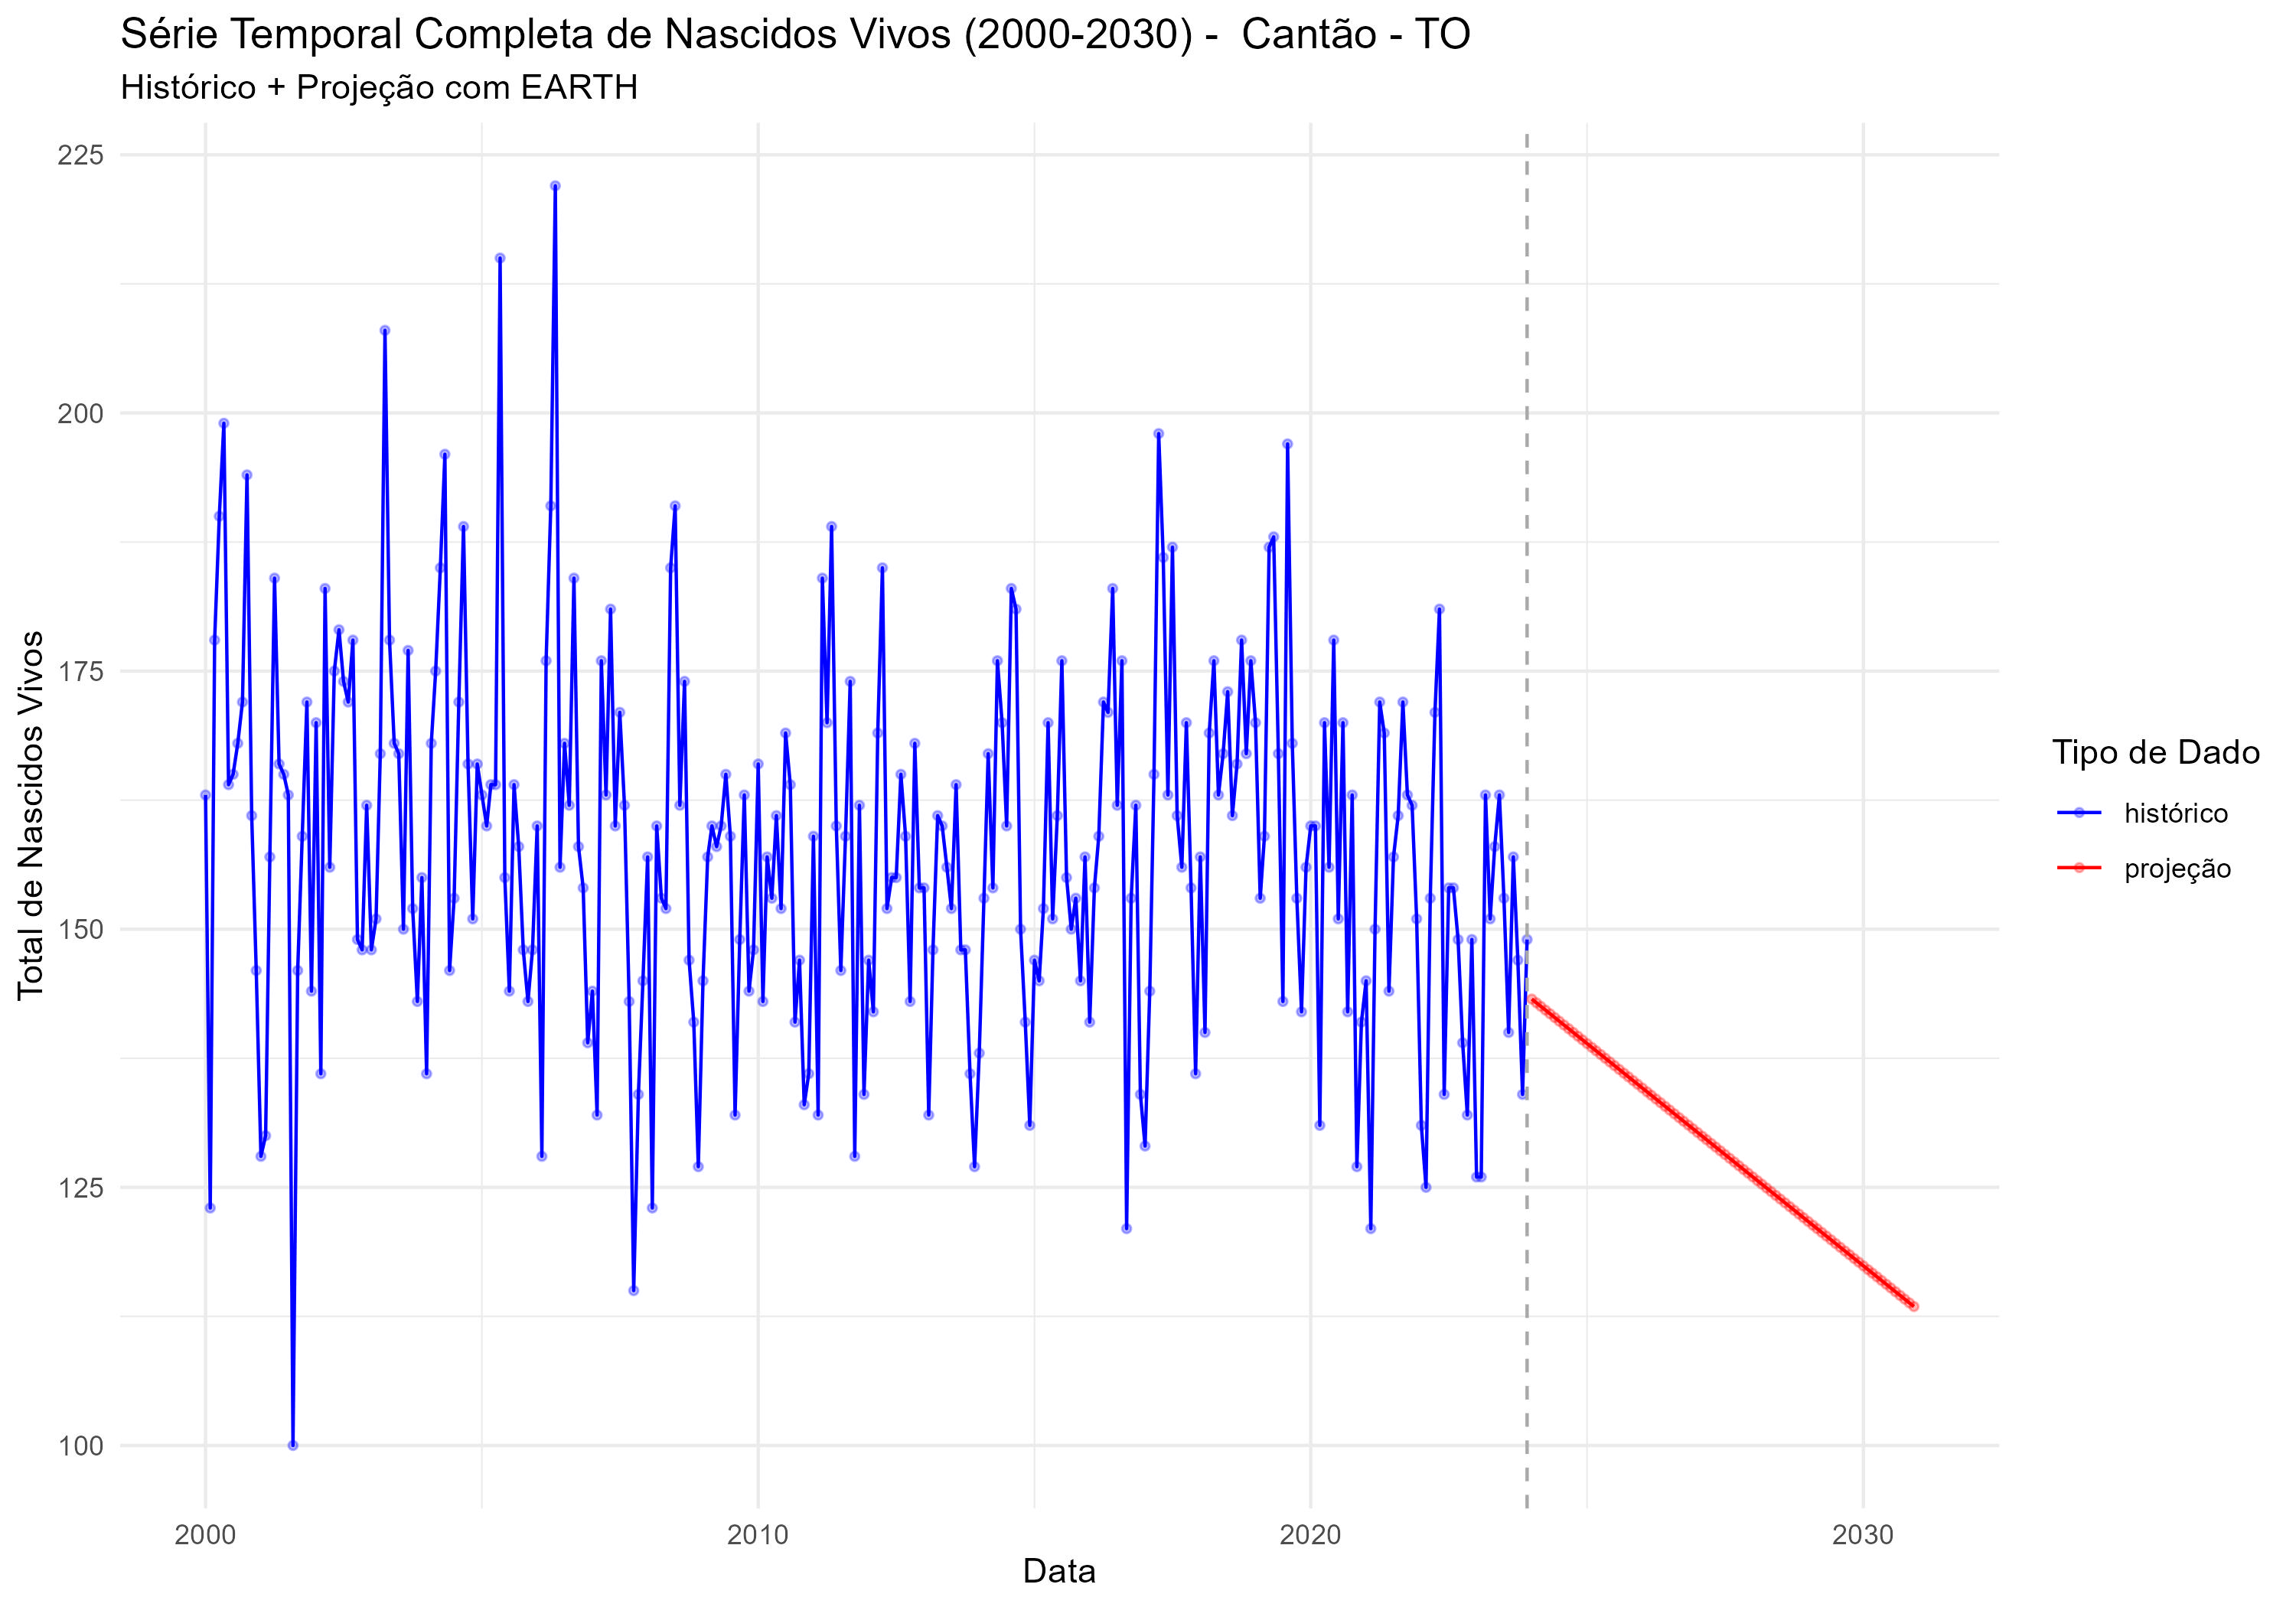 Série Temporal Completa de Nascidos Vivos (2000-2030) -  Cantão - TO
Histórico + Projeção com EARTH
Total de Nascidos Vivos
225
200
175
150
125
100
2000
2010
2020
2030
Data
Tipo de Dado
histórico
projeção